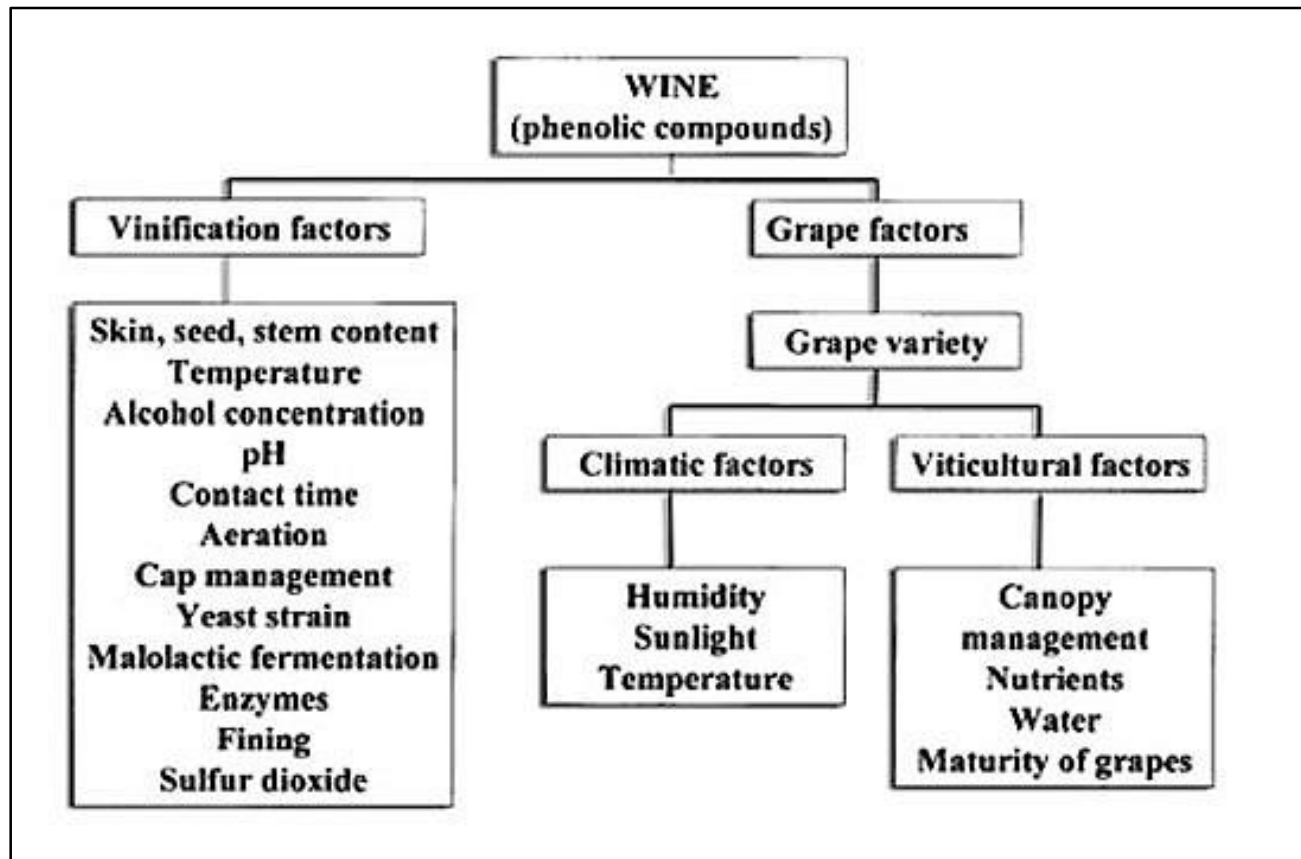 WINE
(phenolic compounds)
Vinification factors
Grape factors
Skin, seed, stem content
Temperature
Alcohol concentration
pH
Contact time
Aeration
Cap management
Yeast strain
Malolactic fermentation
Enzymes
Fining
Sulfur dioxide
Grape variety
Climatic factors
Viticultural factors
Humidity
Sunlight
Temperature
Canopy
management
Nutrients
Water
Maturity of grapes